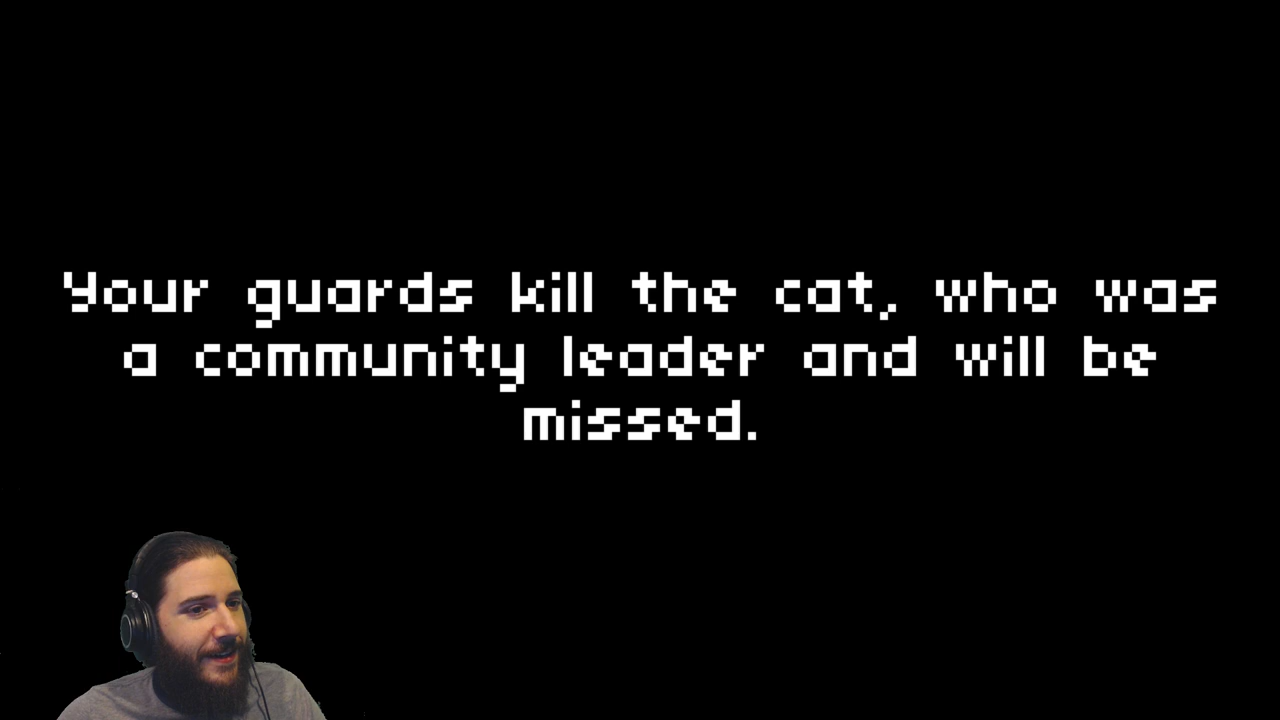 Your guards kill the cat, who was
a community leader and will be
missed.